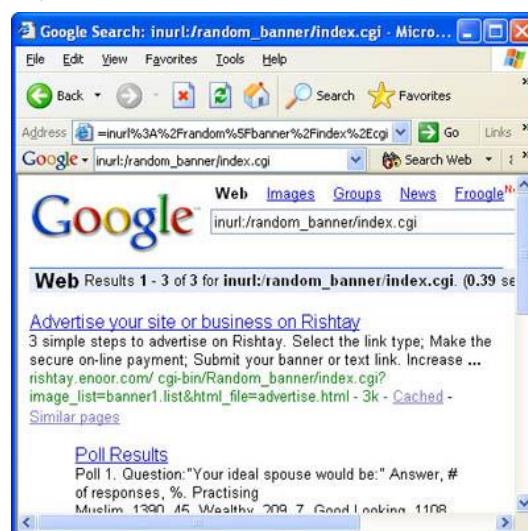 Google Search: inurl:/random_banner/index.cgi - Micro...
File Edit View Favorites Tools Help
Back Search Favorites
Address =inurl%3A%2Frandom%5Fbanner%2Findex%2Ecgi Go Links
Google inurl:/random_banner/index.cgi Search Web
Web Images Groups News Froogle
Google inurl:/random_banner/index.cgi
Web Results 1 - 3 of 3 for inurl:/random_banner/index.cgi. (0.39 se
Advertise your site or business on Rishtay
3 simple steps to advertise on Rishtay. Select the link type; Make the
secure on-line payment; Submit your banner or text link. Increase ...
rishtay.enoor.com/ cgi-bin/Random_banner/index.cgi?
image_list=banner1.list&html_file=advertise.html - 3k - Cached -
Similar pages
Poll Results
Poll 1. Question:"Your ideal spouse would be:" Answer, #
of responses, %. Practising
Muslim, 1390, 45. Wealthy, 209, 7. Good Looking, 1108,